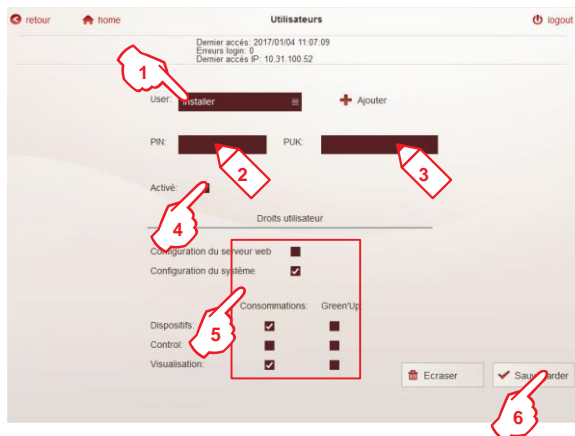 retour home Utilisateurs logout
Dernier accès: 2017/01/04 11:07:09
Erreurs login: 0
Dernier accès IP: 10.31.100.52
1
User: Installer Ajouter
PIN: PUK:
2 3
Activé:
4
Droits utilisateur
Configuration du serveur web
Configuration du système
Consommations: Green'Up
5
Dispositifs:
Control:
Visualisation:
Ecraser Sauvegarder
6